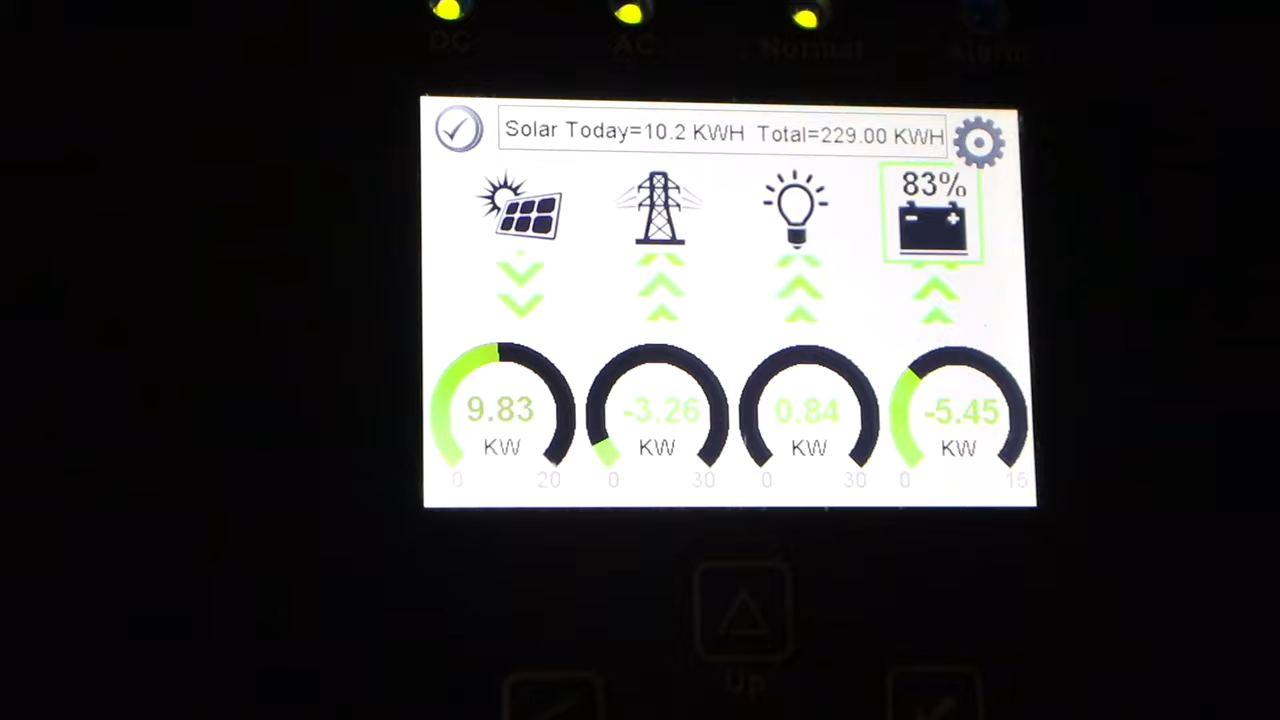 DC AC Normal Alarm
Solar Today=10.2 KWH Total=229.00 KWH
83%
9.83 -3.26 0.84 -5.45
KW KW KW KW
0 20 0 30 0 30 0 15
Up